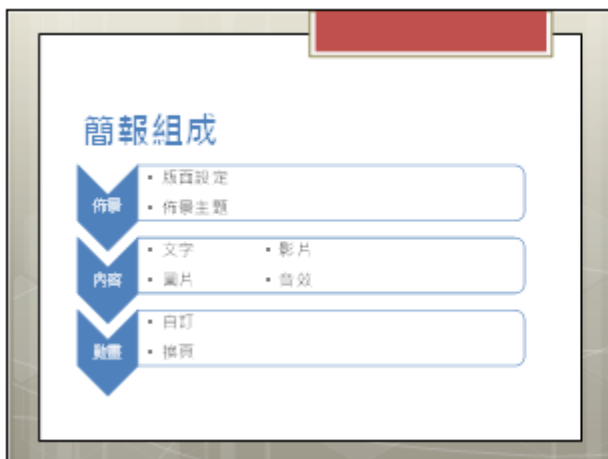 簡報組成
佈景
• 版面設定
• 佈景主題
內容
• 文字
• 圖片
• 影片
• 音效
動畫
• 自訂
• 換頁